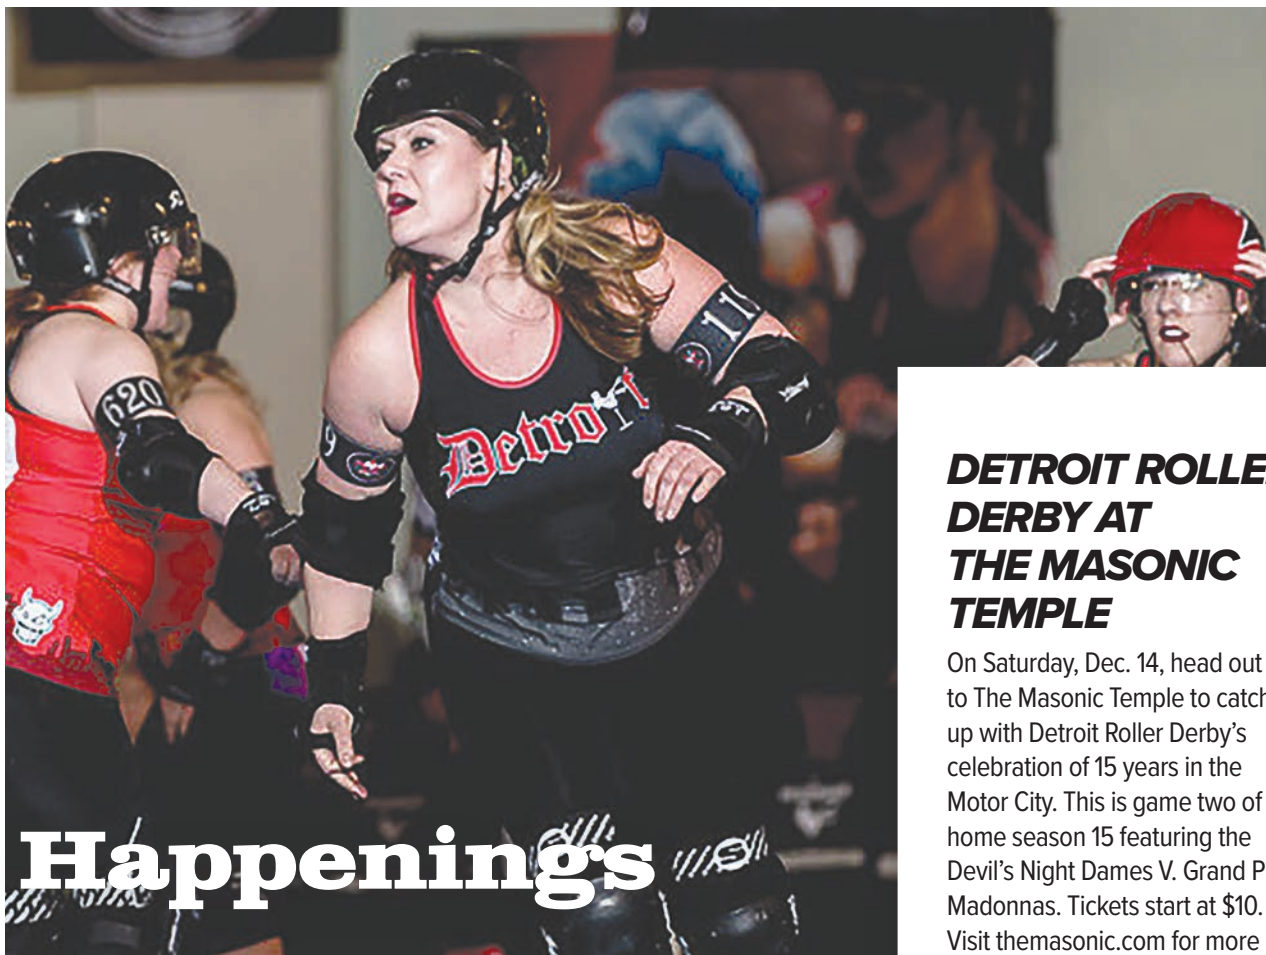 620
9
110
Detroit
Happenings
DETROIT ROLLE
DERBY AT
THE MASONIC
TEMPLE
On Saturday, Dec. 14, head out
to The Masonic Temple to catch
up with Detroit Roller Derby’s
celebration of 15 years in the
Motor City. This is game two of
home season 15 featuring the
Devil’s Night Dames V. Grand P
Madonnas. Tickets start at $10.
Visit themasonic.com for more